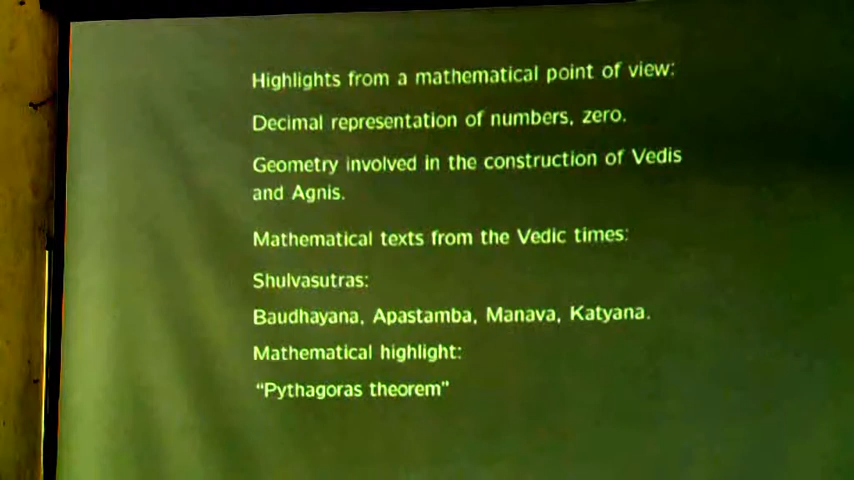 Highlights from a mathematical point of view:
Decimal representation of numbers, zero.
Geometry involved in the construction of Vedis
and Agnis.
Mathematical texts from the Vedic times:
Shulvasutras:
Baudhayana, Apastamba, Manava, Katyana.
Mathematical highlight:
“Pythagoras theorem”